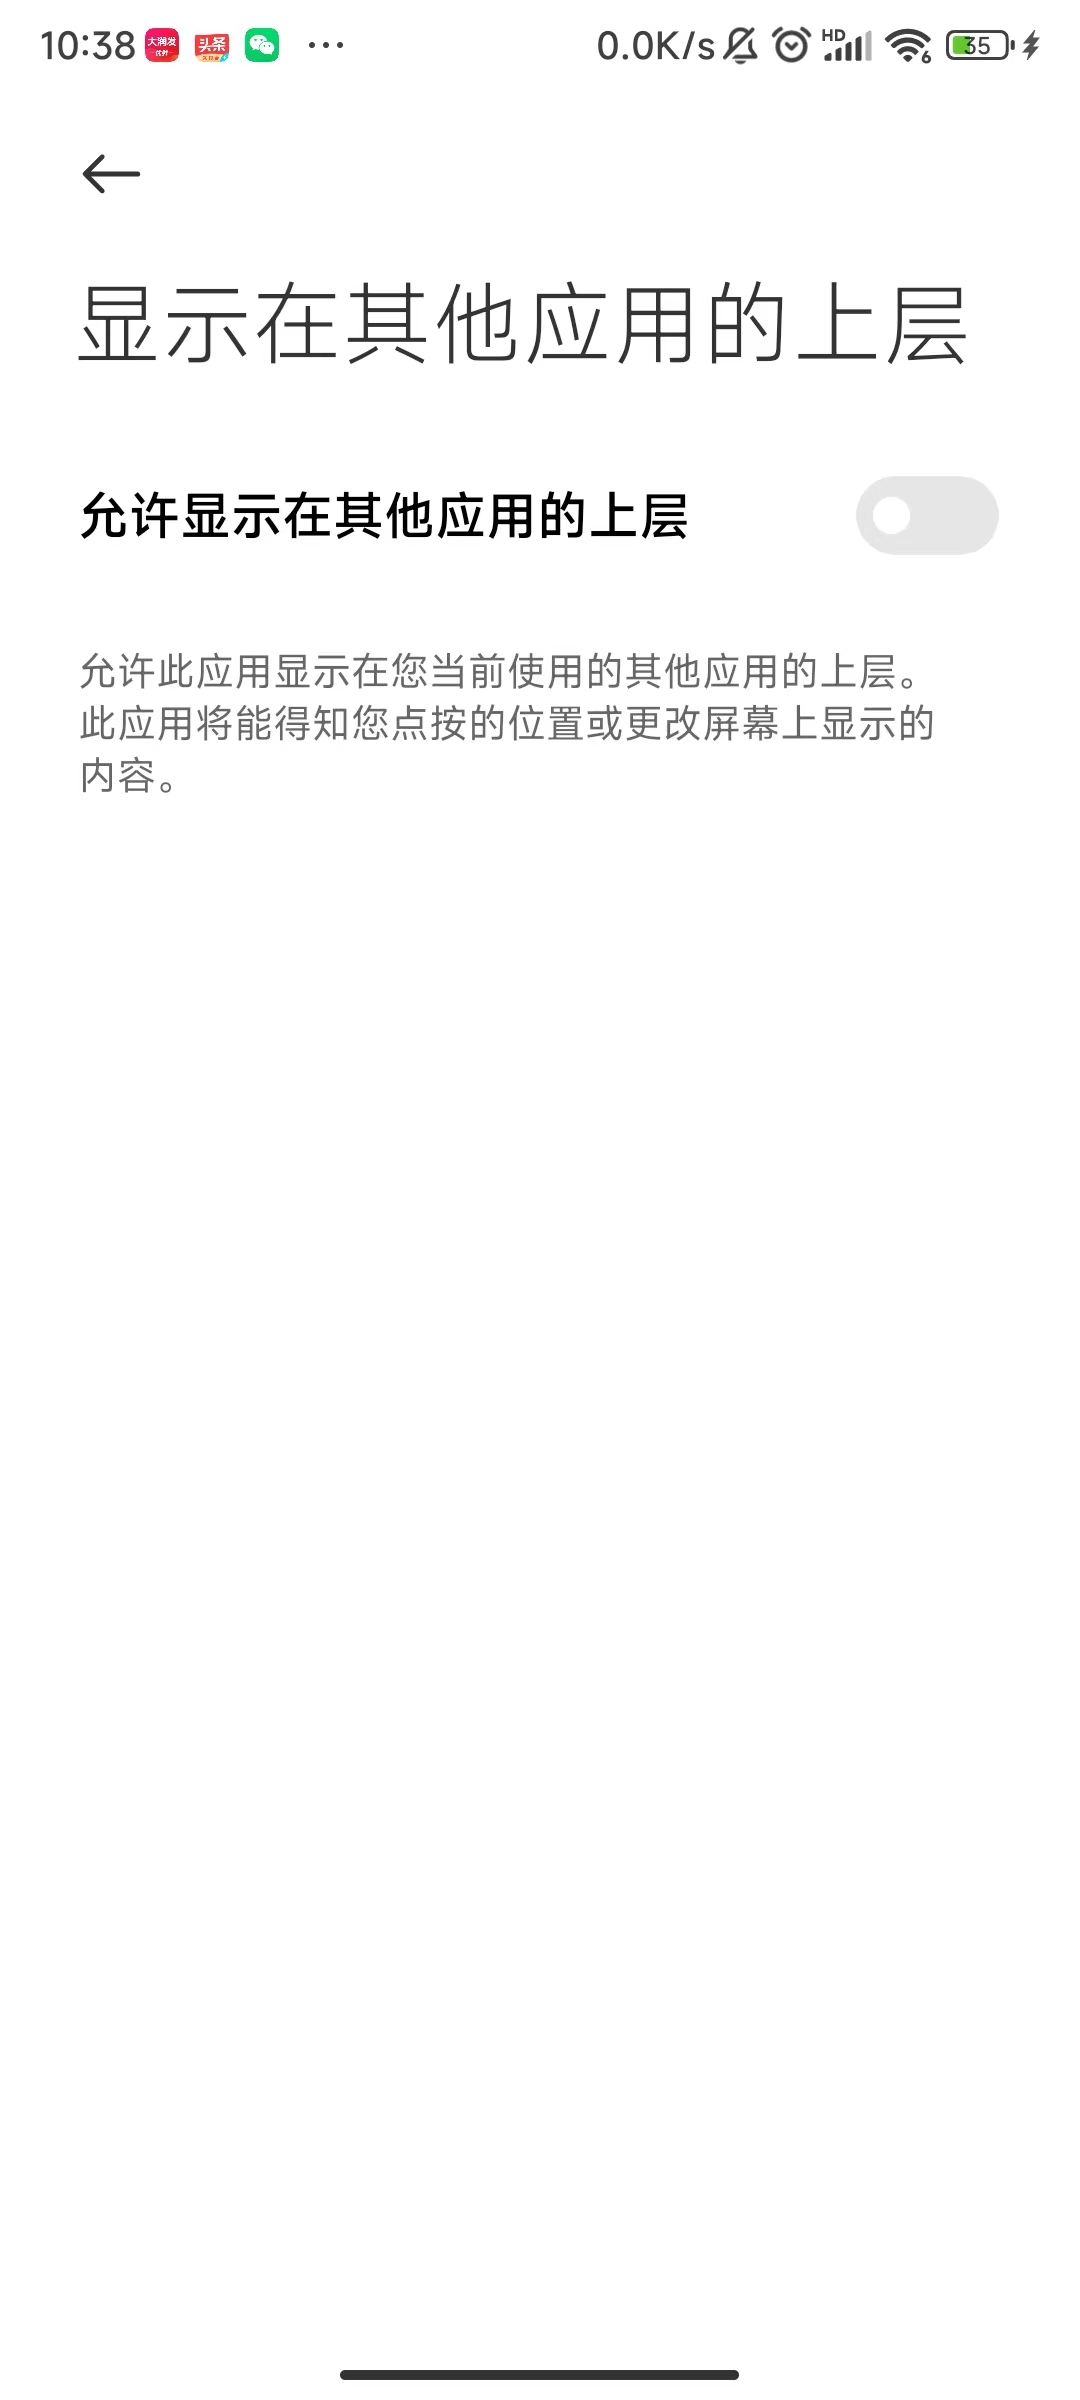 10:38 大润发 优鲜 头条 0.0K/s HD 6 35
显示在其他应用的上层
允许显示在其他应用的上层
允许此应用显示在您当前使用的其他应用的上层。
此应用将能得知您点按的位置或更改屏幕上显示的
内容。